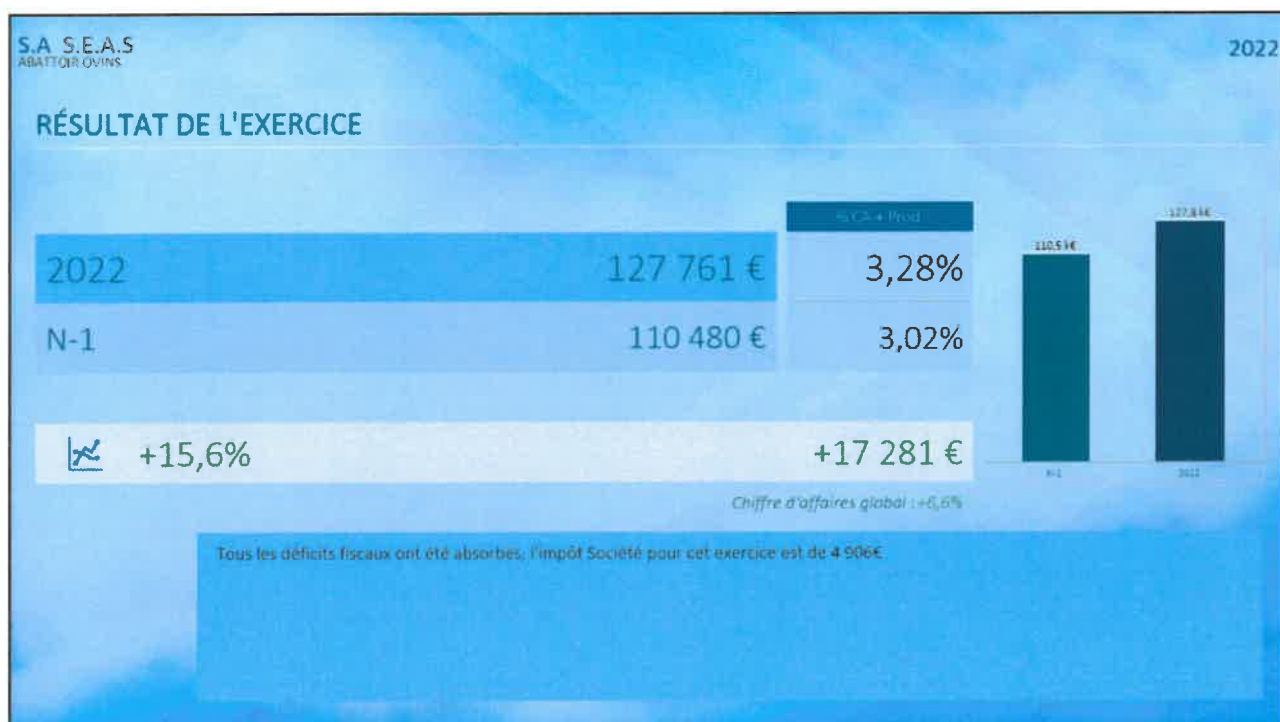 S.A S.E.A.S
ABATTOIR OVINS
2022
RÉSULTAT DE L'EXERCICE
% CA + Prod
2022 127 761 € 3,28%
N-1 110 480 € 3,02%
+15,6% +17 281 €
Chiffre d'affaires global : +6,6%
110,5 k€
127,8 k€
N-1
2022
Tous les déficits fiscaux ont été absorbés, l'impôt Société pour cet exercice est de 4 906€